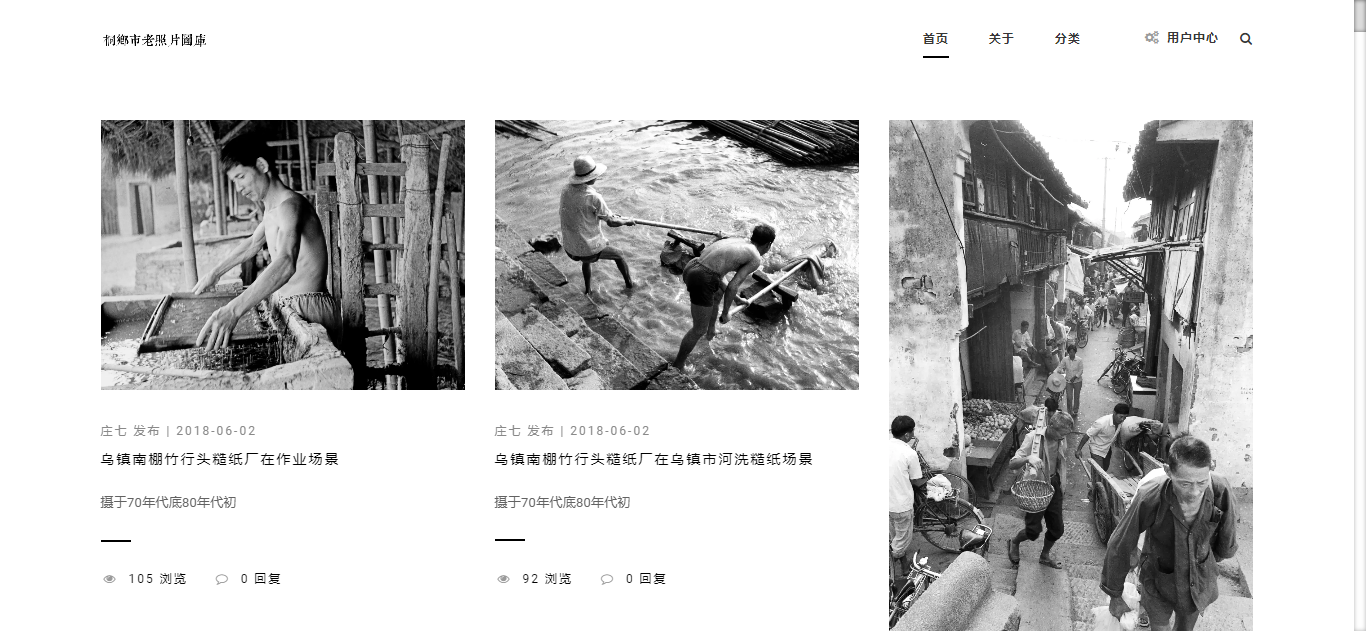 桐鄉市老照片圖庫
首页
关于
分类
用户中心
庄七 发布 | 2018-06-02
乌镇南棚竹行头糙纸厂在作业场景
摄于70年代底80年代初
105 浏览
0 回复
庄七 发布 | 2018-06-02
乌镇南棚竹行头糙纸厂在乌镇市河洗糙纸场景
摄于70年代底80年代初
92 浏览
0 回复